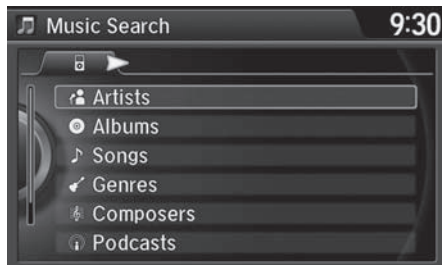 Music Search
9:30
Artists
Albums
Songs
Genres
Composers
Podcasts